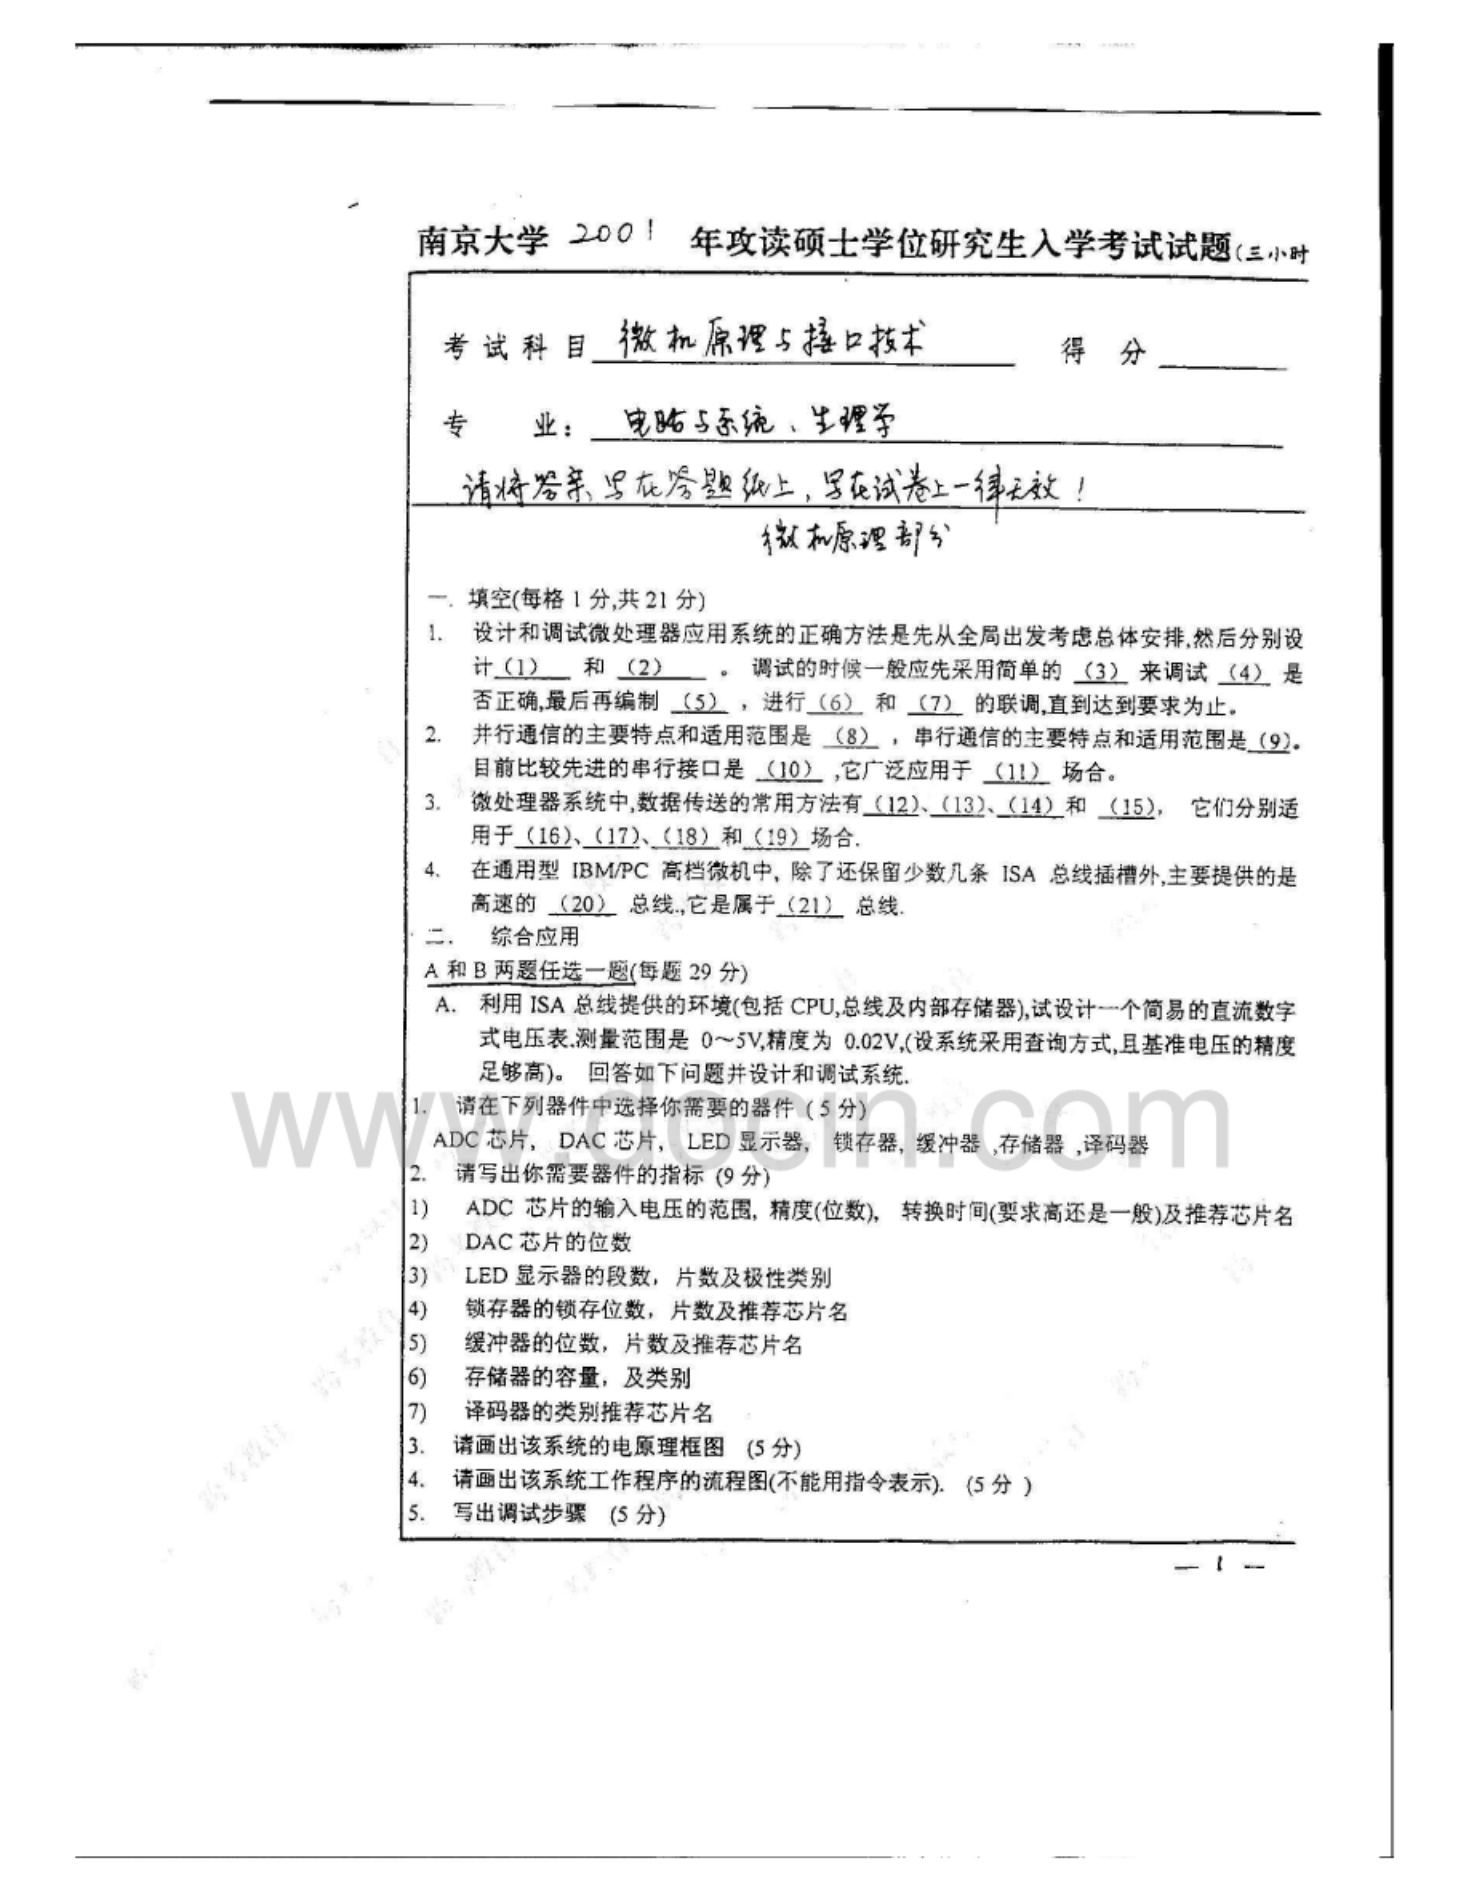 南京大学 2001 年攻读硕士学位研究生入学考试试题(三小时
考试科目 微机原理与接口技术 得 分
专 业: 电路与系统、生理学
请将答案写在答题纸上,写在试卷上一律无效!
微机原理部分
一. 填空(每格1分,共21分)
1. 设计和调试微处理器应用系统的正确方法是先从全局出发考虑总体安排,然后分别设
计(1) 和 (2) 。 调试的时候一般应先采用简单的 (3) 来调试 (4) 是
否正确,最后再编制 (5) ,进行(6) 和 (7) 的联调,直到达到要求为止。
2. 并行通信的主要特点和适用范围是 (8) ,串行通信的主要特点和适用范围是(9)。
目前比较先进的串行接口是 (10) ,它广泛应用于 (11) 场合。
3. 微处理器系统中,数据传送的常用方法有(12)、(13)、(14)和 (15), 它们分别适
用于(16)、(17)、(18)和(19)场合.
4. 在通用型 IBM/PC 高档微机中, 除了还保留少数几条 ISA 总线插槽外,主要提供的是
高速的 (20) 总线.,它是属于(21) 总线.
二. 综合应用
A 和 B 两题任选一题(每题29分)
A. 利用ISA总线提供的环境(包括CPU,总线及内部存储器),试设计一个简易的直流数字
式电压表.测量范围是 0～5V,精度为 0.02V,(设系统采用查询方式,且基准电压的精度
足够高)。 回答如下问题并设计和调试系统.
1. 请在下列器件中选择你需要的器件 (5分)
ADC芯片, DAC芯片, LED显示器, 锁存器, 缓冲器 ,存储器 ,译码器
2. 请写出你需要器件的指标 (9分)
1) ADC 芯片的输入电压的范围, 精度(位数), 转换时间(要求高还是一般)及推荐芯片名
2) DAC芯片的位数
3) LED显示器的段数, 片数及极性类别
4) 锁存器的锁存位数, 片数及推荐芯片名
5) 缓冲器的位数, 片数及推荐芯片名
6) 存储器的容量, 及类别
7) 译码器的类别推荐芯片名
3. 请画出该系统的电原理框图 (5分)
4. 请画出该系统工作程序的流程图(不能用指令表示). (5分 )
5. 写出调试步骤 (5分)
— 1 —
www.docin.com